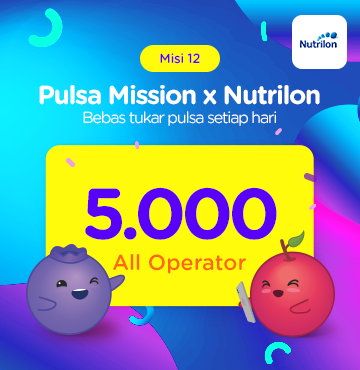 Nutrilon
Misi 12
Pulsa Mission x Nutrilon
Bebas tukar pulsa setiap hari
5.000
All Operator